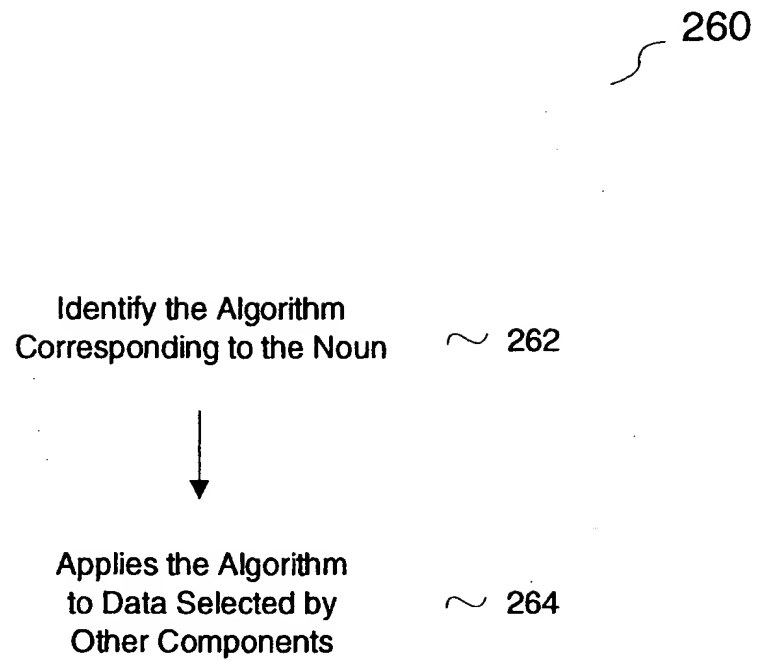 260
Identify the Algorithm
Corresponding to the Noun
262
Applies the Algorithm
to Data Selected by
Other Components
264